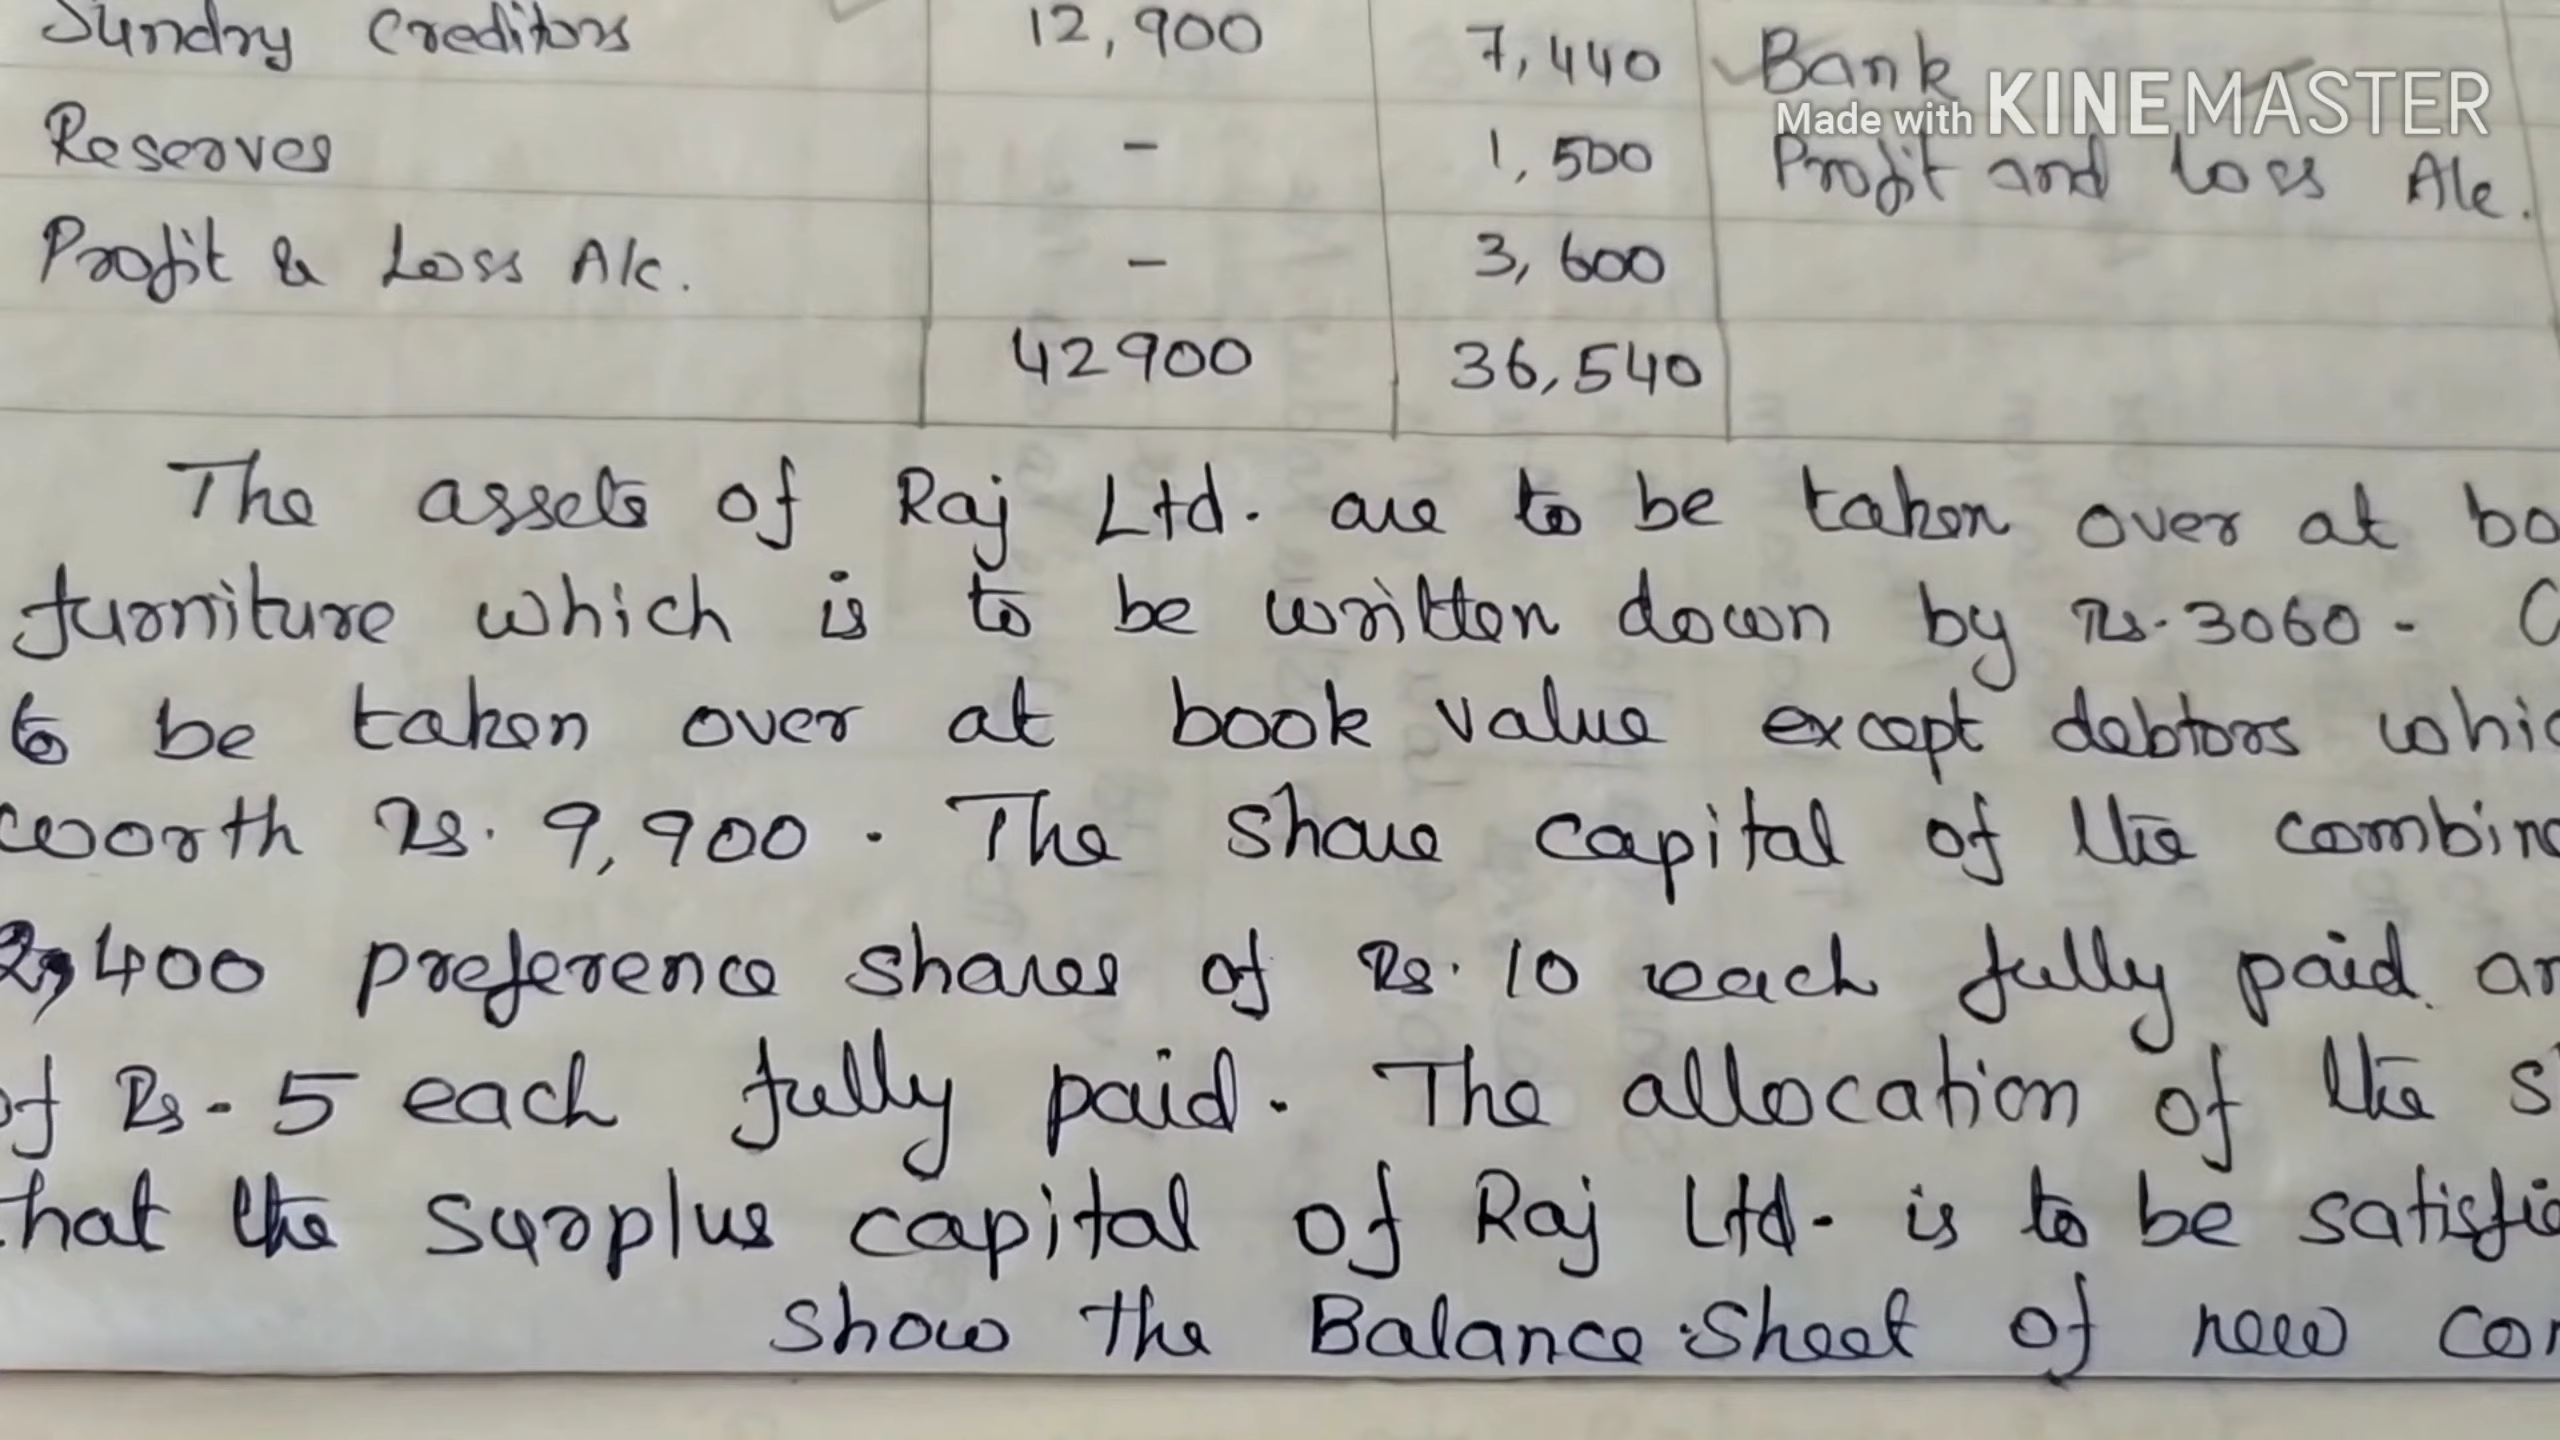 Sundry Creditors 12,900 7,440 Bank
Made with KINEMASTER
Reserves - 1,500 Profit and Loss A/c.
Profit & Loss A/c. - 3,600
42900 36,540
The assets of Raj Ltd. are to be taken over at bo
furniture which is to be written down by Rs. 3060. C
to be taken over at book value except debtors whic
worth Rs. 9,900. The share capital of the combine
2,400 preference shares of Rs. 10 each fully paid an
of Rs. 5 each fully paid. The allocation of the s
that the surplus capital of Raj Ltd. is to be satisfie
show the Balance Sheet of new com